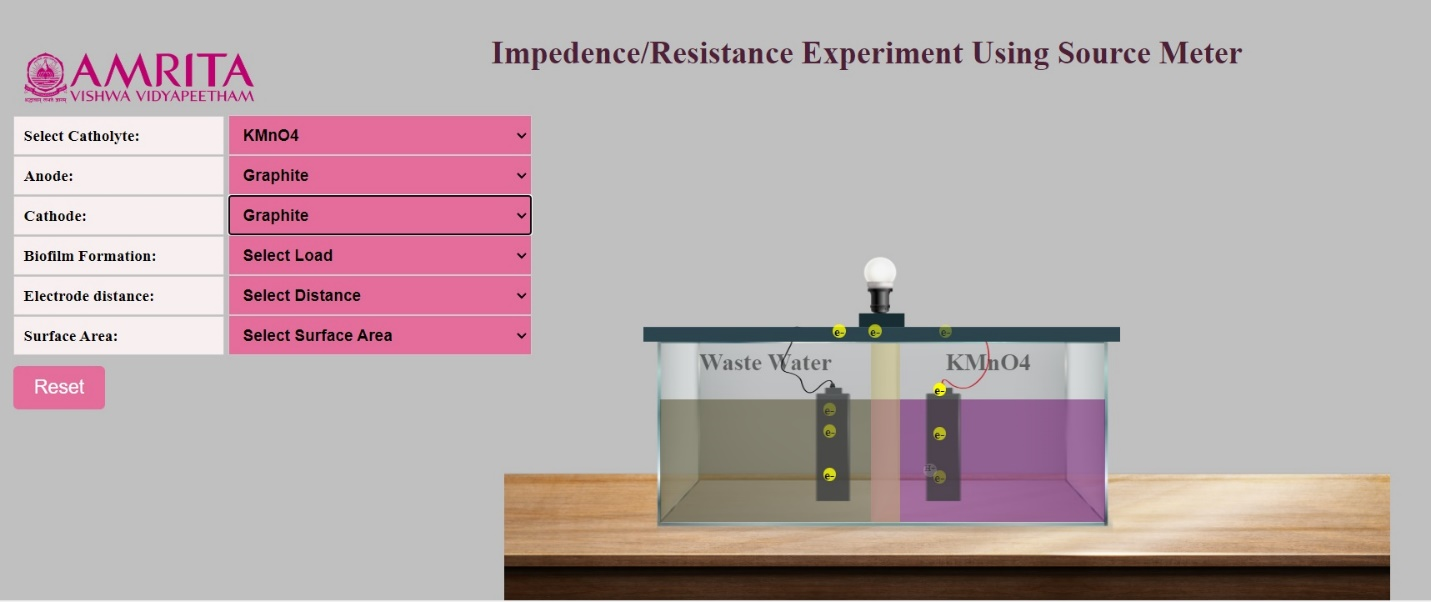 Impedence/Resistance Experiment Using Source Meter
AMRITA
VISHWA VIDYAPEETHAM
Select Catholyte: KMnO4
Anode: Graphite
Cathode: Graphite
Biofilm Formation: Select Load
Electrode distance: Select Distance
Surface Area: Select Surface Area
Reset
e- e- e-
Waste Water KMnO4
e-
e-
e- e-
e- e-